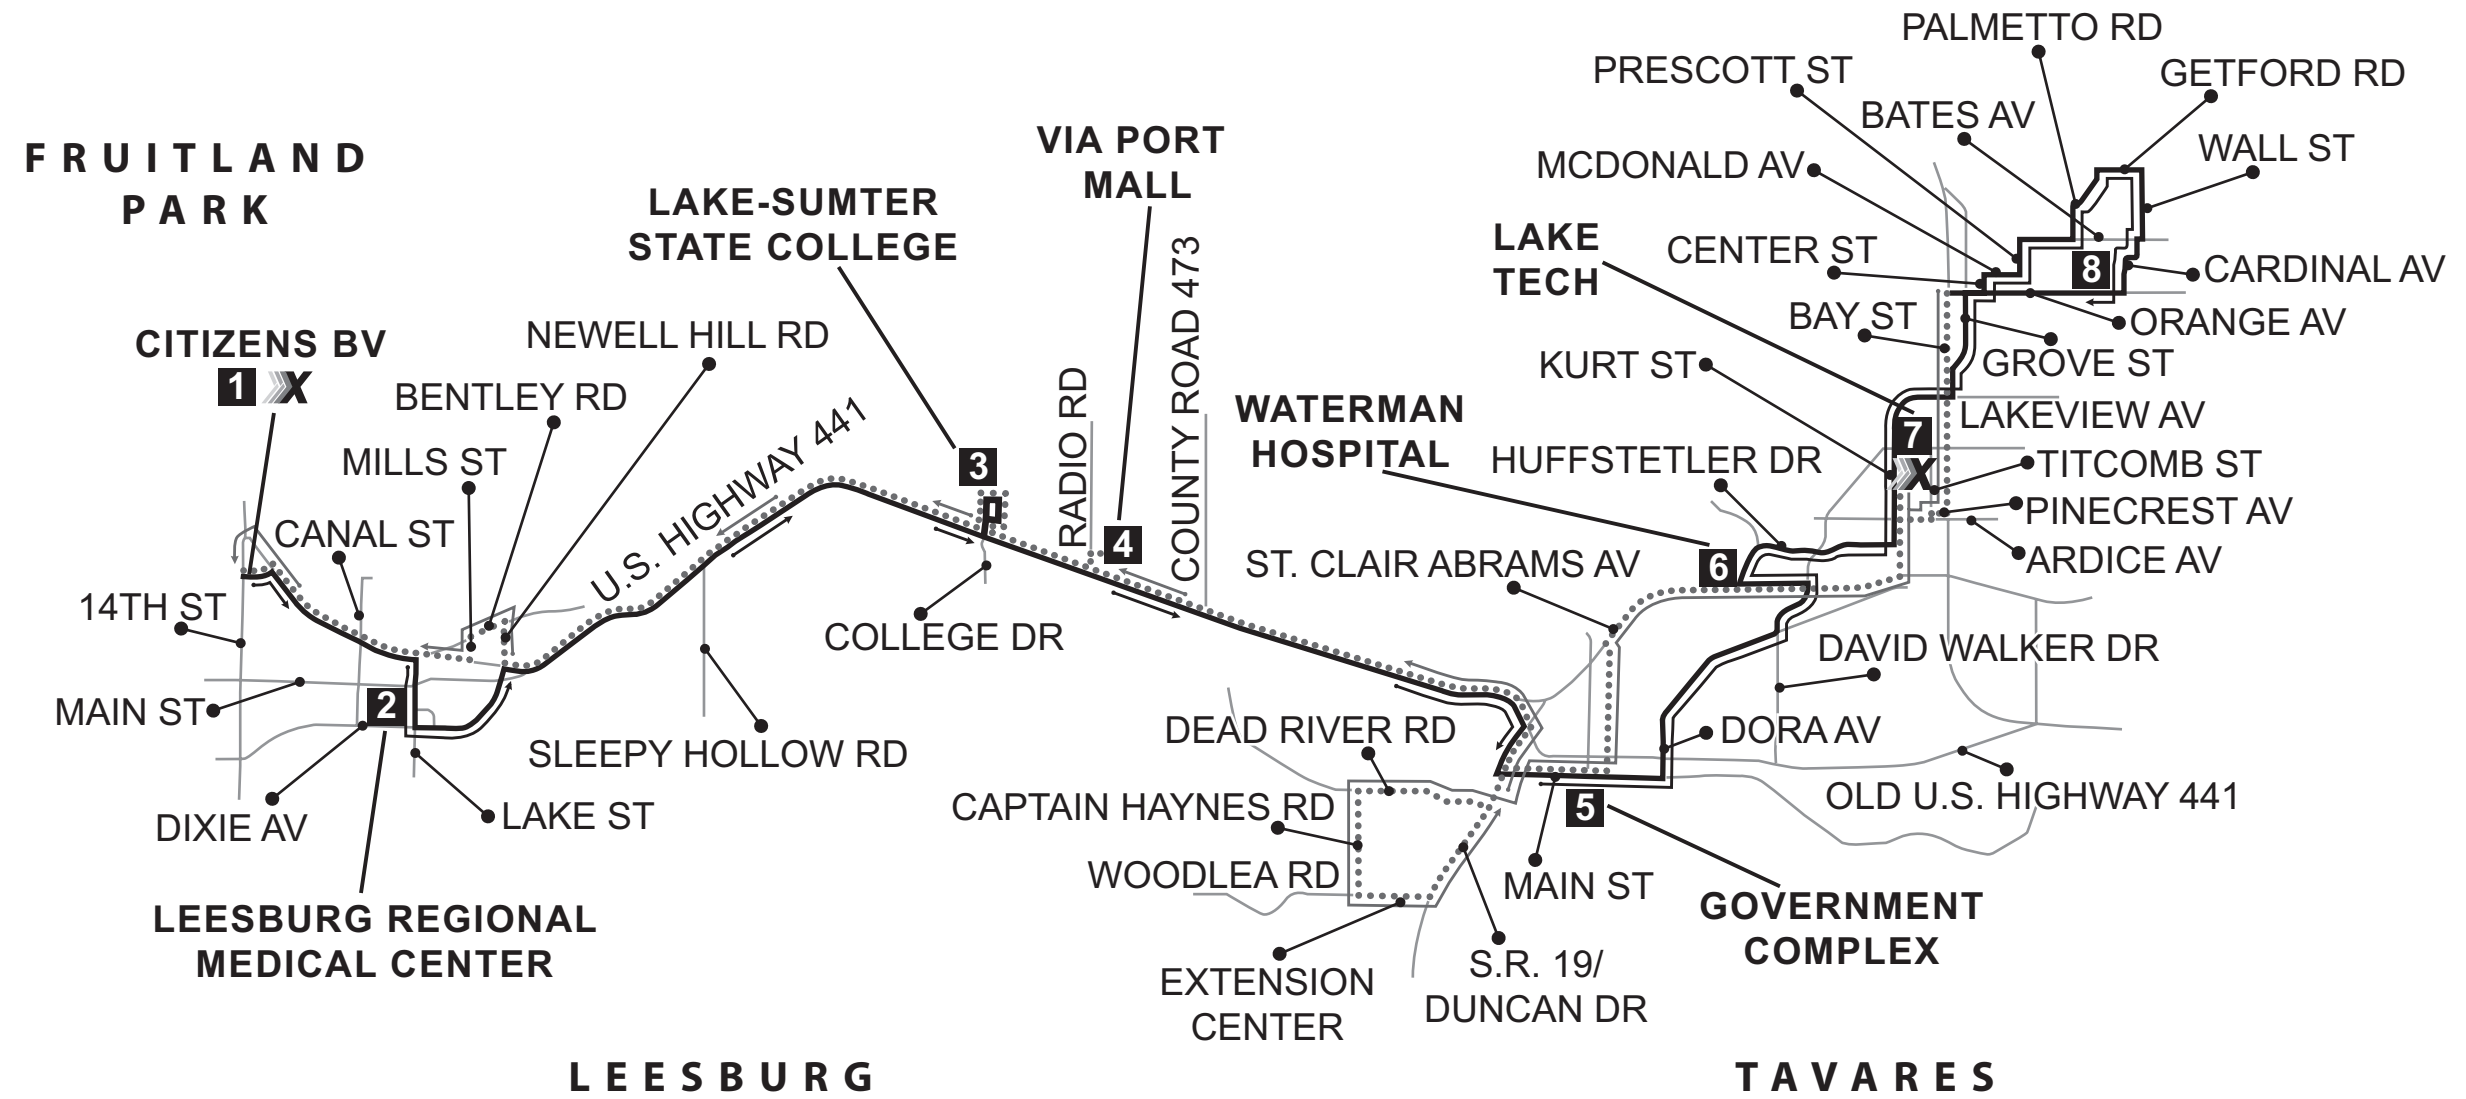 PALMETTO RD
PRESCOTT ST
GETFORD RD
BATES AV
WALL ST
MCDONALD AV
FRUITLAND
PARK
VIA PORT
MALL
LAKE-SUMTER
STATE COLLEGE
LAKE
TECH
CENTER ST
8
CARDINAL AV
COUNTY ROAD 473
BAY ST
ORANGE AV
CITIZENS BV
1 X
NEWELL HILL RD
KURT ST
GROVE ST
BENTLEY RD
RADIO RD
WATERMAN
HOSPITAL
LAKEVIEW AV
7
X
MILLS ST
U.S. HIGHWAY 441
3
HUFFSTETLER DR
TITCOMB ST
PINECREST AV
CANAL ST
4
ST. CLAIR ABRAMS AV
6
ARDICE AV
14TH ST
COLLEGE DR
DAVID WALKER DR
MAIN ST
2
SLEEPY HOLLOW RD
DEAD RIVER RD
DORA AV
CAPTAIN HAYNES RD
5
OLD U.S. HIGHWAY 441
DIXIE AV
LAKE ST
WOODLEA RD
MAIN ST
LEESBURG REGIONAL
MEDICAL CENTER
GOVERNMENT
COMPLEX
EXTENSION
CENTER
S.R. 19/
DUNCAN DR
LEESBURG
TAVARES